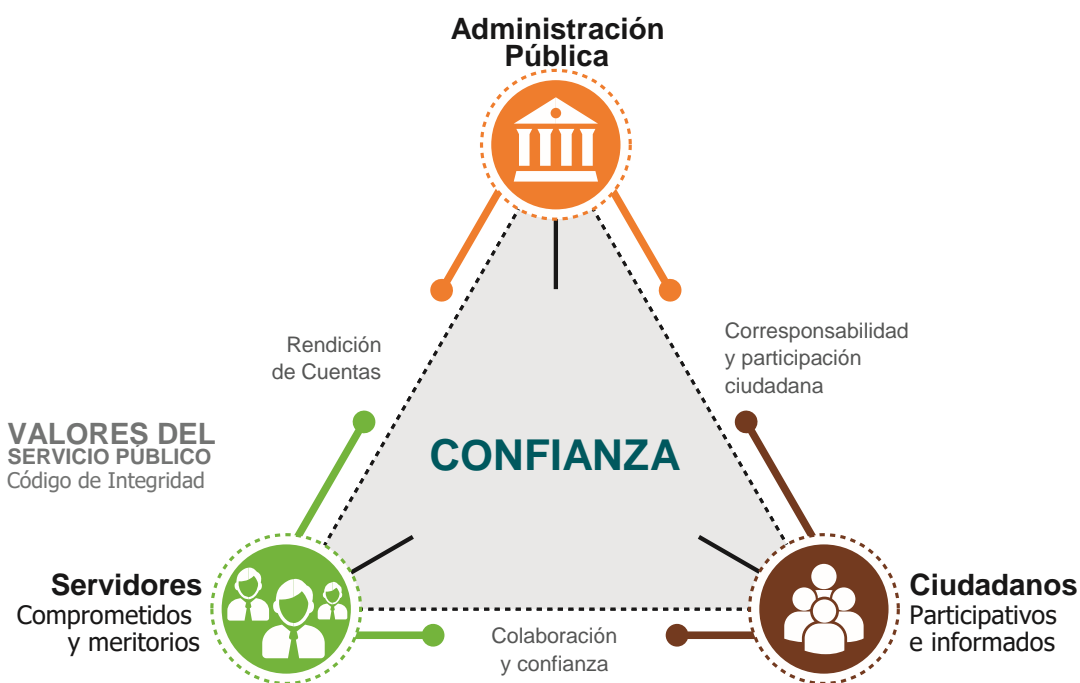 Administración
Pública
Rendición
de Cuentas
Corresponsabilidad
y participación
ciudadana
VALORES DEL
SERVICIO PÚBLICO
Código de Integridad
CONFIANZA
Servidores
Comprometidos
y meritorios
Colaboración
y confianza
Ciudadanos
Participativos
e informados